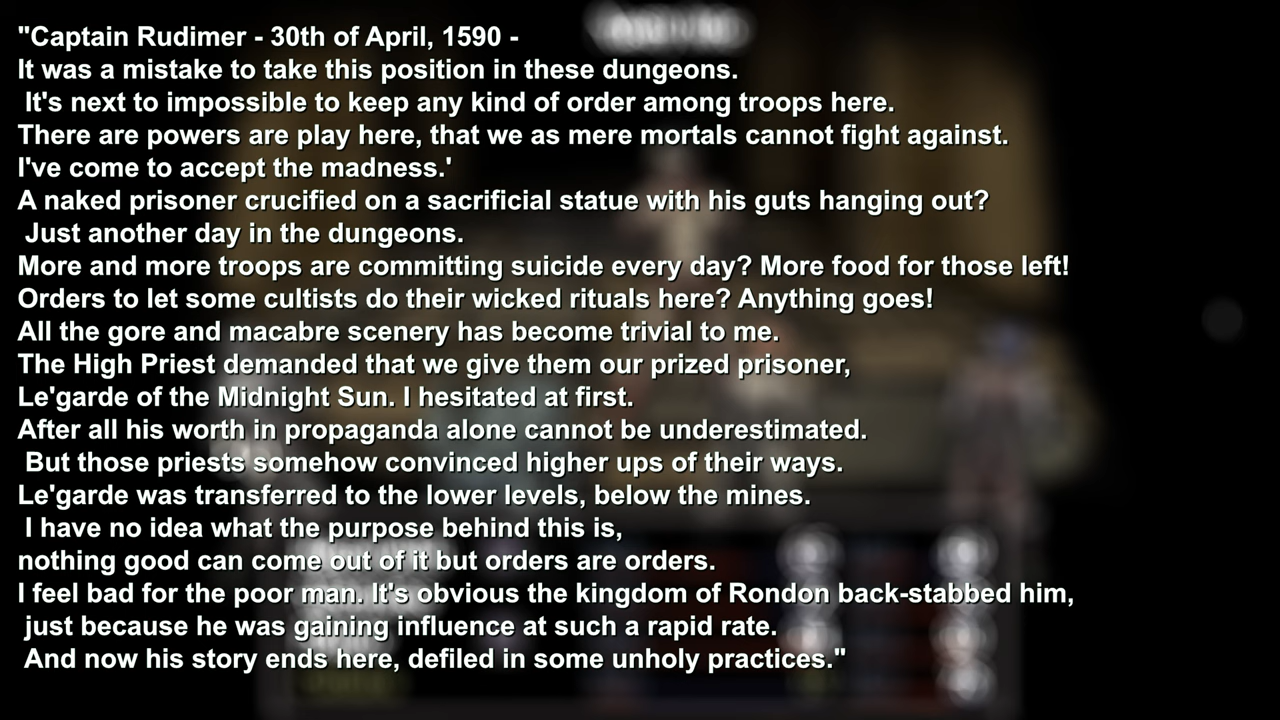 "Captain Rudimer - 30th of April, 1590 -
It was a mistake to take this position in these dungeons.
It's next to impossible to keep any kind of order among troops here.
There are powers are play here, that we as mere mortals cannot fight against.
I've come to accept the madness.'
A naked prisoner crucified on a sacrificial statue with his guts hanging out?
Just another day in the dungeons.
More and more troops are committing suicide every day? More food for those left!
Orders to let some cultists do their wicked rituals here? Anything goes!
All the gore and macabre scenery has become trivial to me.
The High Priest demanded that we give them our prized prisoner,
Le'garde of the Midnight Sun. I hesitated at first.
After all his worth in propaganda alone cannot be underestimated.
But those priests somehow convinced higher ups of their ways.
Le'garde was transferred to the lower levels, below the mines.
I have no idea what the purpose behind this is,
nothing good can come out of it but orders are orders.
I feel bad for the poor man. It's obvious the kingdom of Rondon back-stabbed him,
just because he was gaining influence at such a rapid rate.
And now his story ends here, defiled in some unholy practices."